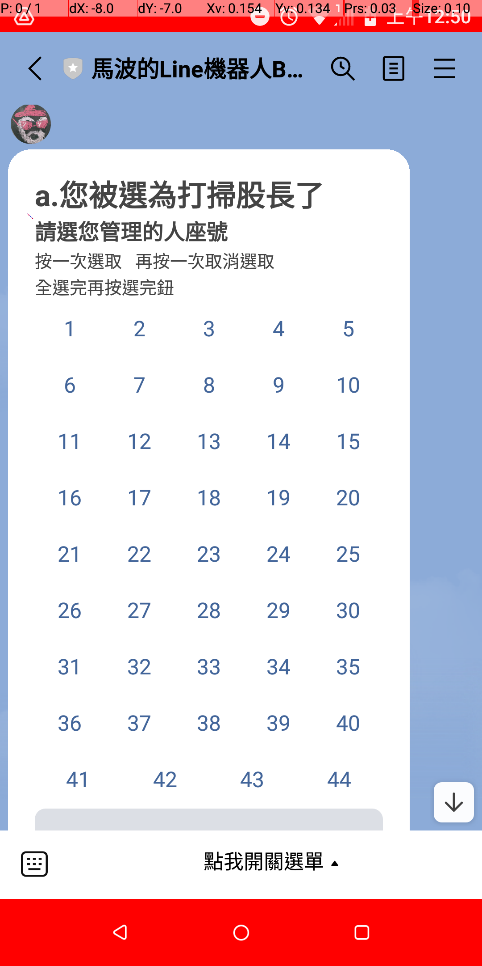 P: 0 / 1 dX: -8.0 dY: -7.0 Xv: 0.154 Yv: 0.134 Prs: 0.03 Size: 0.10
上午12:50
馬波的Line機器人B...
a.您被選為打掃股長了
請選您管理的人座號
按一次選取 再按一次取消選取
全選完再按選完鈕
1 2 3 4 5
6 7 8 9 10
11 12 13 14 15
16 17 18 19 20
21 22 23 24 25
26 27 28 29 30
31 32 33 34 35
36 37 38 39 40
41 42 43 44
點我開關選單